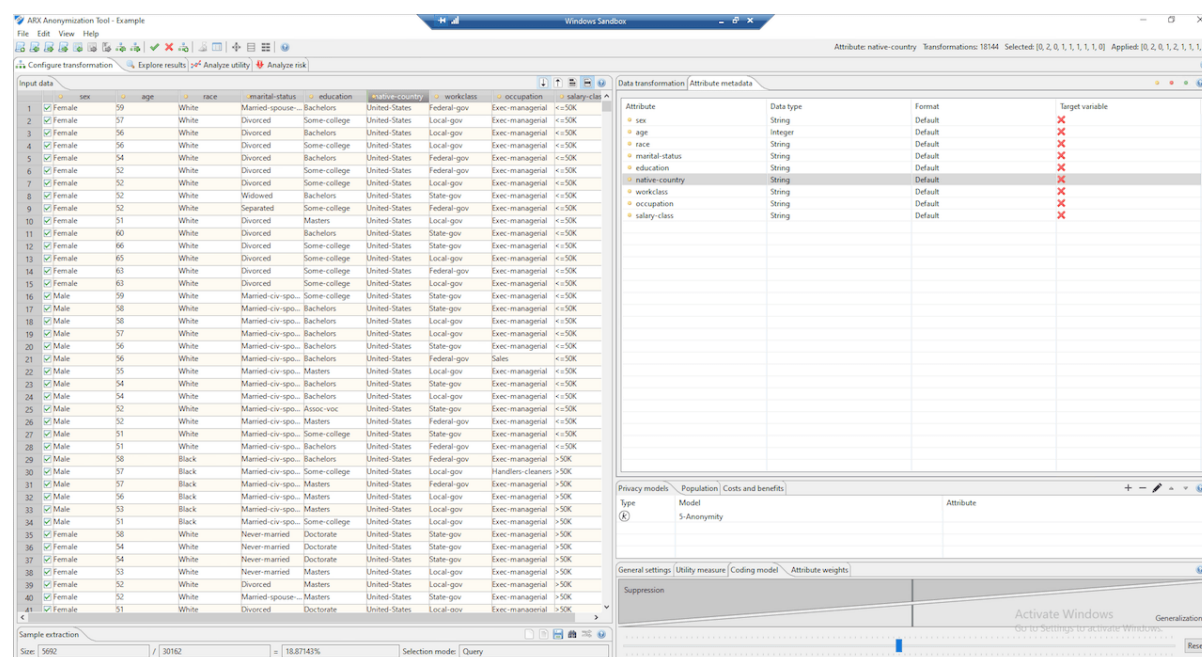 ARX Anonymization Tool - Example
Windows Sandbox
File Edit View Help
Attribute: native-country Transformations: 18144 Selected: [0, 2, 0, 1, 1, 1, 1, 1, 0] Applied: [0, 2, 0, 1, 2, 1, 1, 1,
Configure transformation Explore results Analyze utility Analyze risk
Input data
sex age race marital-status education native-country workclass occupation salary-clas
1 Female 59 White Married-spouse-... Bachelors United-States Federal-gov Exec-managerial <=50K
2 Female 57 White Divorced Some-college United-States Local-gov Exec-managerial <=50K
3 Female 56 White Divorced Bachelors United-States Local-gov Exec-managerial <=50K
4 Female 56 White Divorced Some-college United-States Local-gov Exec-managerial <=50K
5 Female 54 White Divorced Bachelors United-States Federal-gov Exec-managerial <=50K
6 Female 52 White Divorced Some-college United-States Federal-gov Exec-managerial <=50K
7 Female 52 White Divorced Some-college United-States Local-gov Exec-managerial <=50K
8 Female 52 White Widowed Bachelors United-States State-gov Exec-managerial <=50K
9 Female 52 White Separated Some-college United-States Federal-gov Exec-managerial <=50K
10 Female 51 White Divorced Masters United-States Local-gov Exec-managerial <=50K
11 Female 60 White Divorced Bachelors United-States State-gov Exec-managerial <=50K
12 Female 66 White Divorced Some-college United-States State-gov Exec-managerial <=50K
13 Female 65 White Divorced Some-college United-States Local-gov Exec-managerial <=50K
14 Female 63 White Divorced Some-college United-States Federal-gov Exec-managerial <=50K
15 Female 63 White Divorced Some-college United-States Local-gov Exec-managerial <=50K
16 Male 59 White Married-civ-spo... Some-college United-States State-gov Exec-managerial <=50K
17 Male 58 White Married-civ-spo... Bachelors United-States State-gov Exec-managerial <=50K
18 Male 58 White Married-civ-spo... Bachelors United-States Local-gov Exec-managerial <=50K
19 Male 57 White Married-civ-spo... Masters United-States Local-gov Exec-managerial <=50K
20 Male 56 White Married-civ-spo... Bachelors United-States State-gov Exec-managerial <=50K
21 Male 56 White Married-civ-spo... Bachelors United-States Federal-gov Sales <=50K
22 Male 55 White Married-civ-spo... Masters United-States Local-gov Exec-managerial <=50K
23 Male 54 White Married-civ-spo... Bachelors United-States State-gov Exec-managerial <=50K
24 Male 54 White Married-civ-spo... Bachelors United-States Local-gov Exec-managerial <=50K
25 Male 52 White Married-civ-spo... Assoc-voc United-States State-gov Exec-managerial <=50K
26 Male 52 White Married-civ-spo... Masters United-States Federal-gov Exec-managerial <=50K
27 Male 51 White Married-civ-spo... Some-college United-States State-gov Exec-managerial <=50K
28 Male 51 White Married-civ-spo... Bachelors United-States Federal-gov Exec-managerial <=50K
29 Male 58 Black Married-civ-spo... Bachelors United-States Federal-gov Exec-managerial >50K
30 Male 57 Black Married-civ-spo... Some-college United-States Local-gov Handlers-cleaners >50K
31 Male 57 Black Married-civ-spo... Masters United-States Federal-gov Exec-managerial >50K
32 Male 56 Black Married-civ-spo... Masters United-States Local-gov Exec-managerial >50K
33 Male 53 Black Married-civ-spo... Masters United-States Local-gov Exec-managerial >50K
34 Male 51 Black Married-civ-spo... Some-college United-States Local-gov Exec-managerial >50K
35 Female 58 White Never-married Doctorate United-States State-gov Exec-managerial >50K
36 Female 54 White Never-married Doctorate United-States State-gov Exec-managerial >50K
37 Female 54 White Never-married Doctorate United-States State-gov Exec-managerial >50K
38 Female 53 White Never-married Masters United-States Local-gov Exec-managerial >50K
39 Female 52 White Divorced Masters United-States Local-gov Exec-managerial >50K
40 Female 52 White Married-spouse-... Masters United-States State-gov Exec-managerial >50K
41 Female 51 White Divorced Doctorate United-States Local-gov Exec-managerial >50K
Sample extraction
Size: 5692 / 30162 = 18.87143% Selection mode: Query
Data transformation Attribute metadata
Attribute Data type Format Target variable
sex String Default
age Integer Default
race String Default
marital-status String Default
education String Default
native-country String Default
workclass String Default
occupation String Default
salary-class String Default
Privacy models Population Costs and benefits
Type Model Attribute
k 5-Anonymity
General settings Utility measure Coding model Attribute weights
Suppression
Generalization
Activate Windows
Go to Settings to activate Windows.
Rese